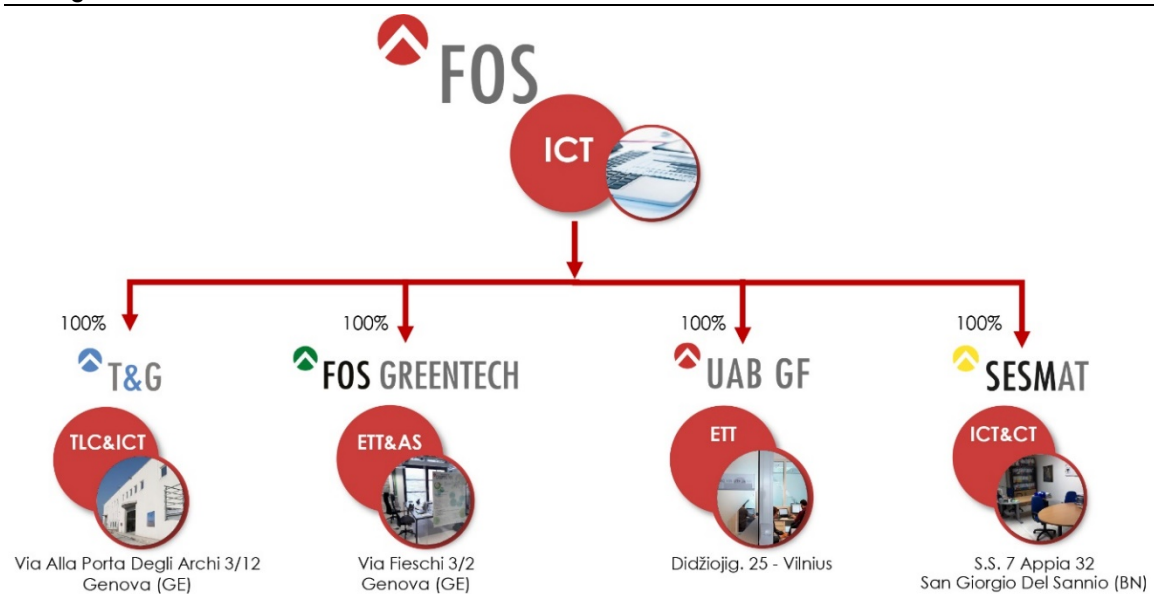 FOS
ICT
100%
T&G
TLC&ICT
Via Alla Porta Degli Archi 3/12
Genova (GE)
100%
FOS GREENTECH
ETT&AS
Via Fieschi 3/2
Genova (GE)
100%
UAB GF
ETT
Didžiojig. 25 - Vilnius
100%
SESMAT
ICT&CT
S.S. 7 Appia 32
San Giorgio Del Sannio (BN)